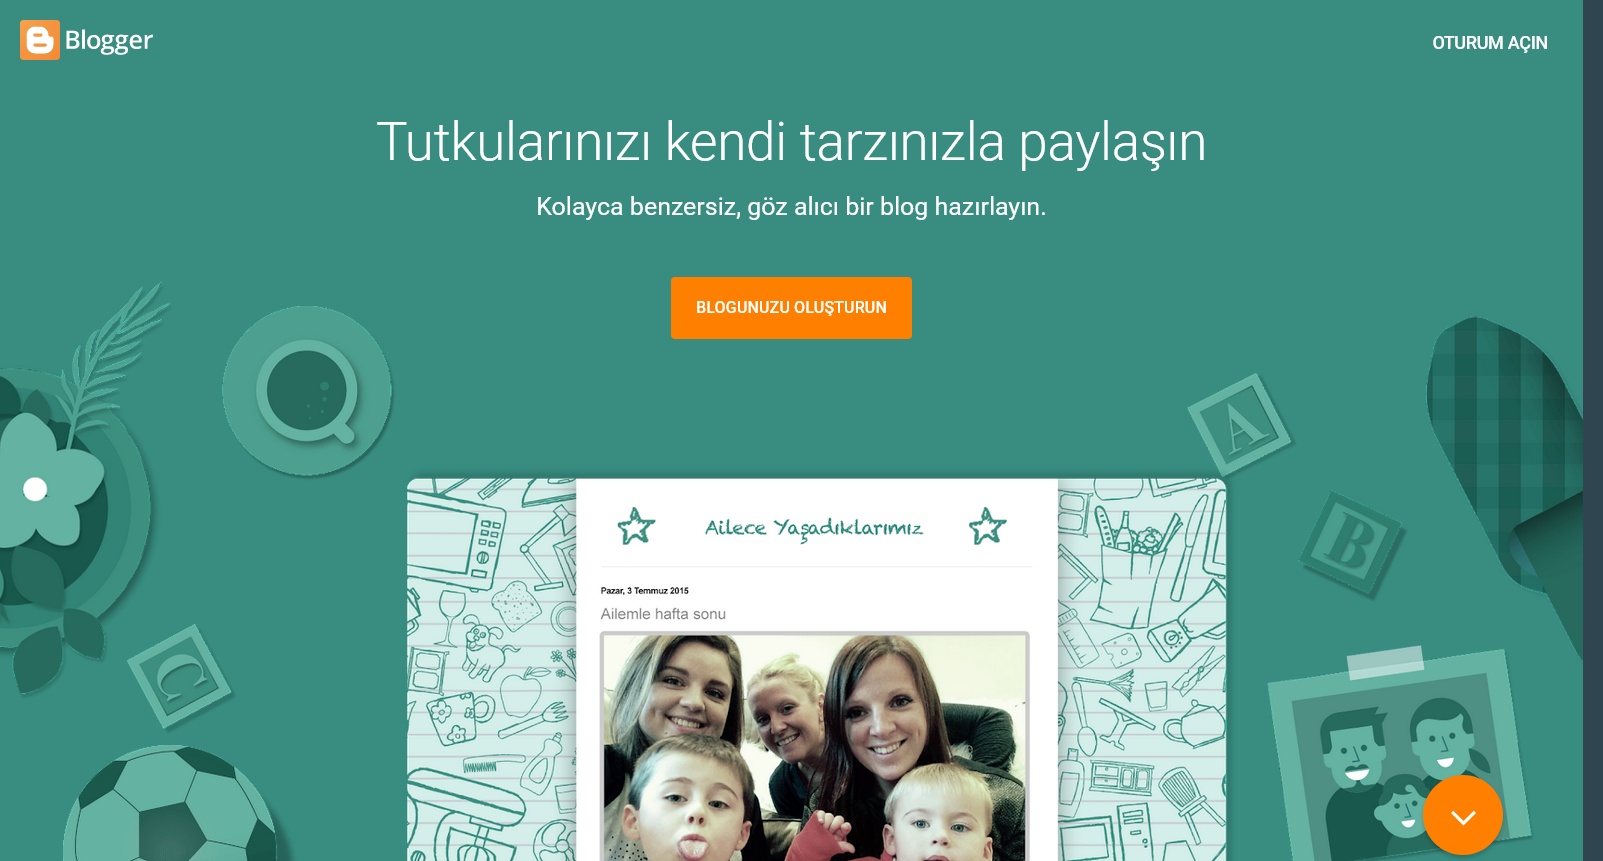 Blogger
OTURUM AÇIN
Tutkularınızı kendi tarzınızla paylaşın
Kolayca benzersiz, göz alıcı bir blog hazırlayın.
BLOGUNUZU OLUŞTURUN
A
B
C
Ailece Yaşadıklarımız
Pazar, 3 Temmuz 2015
Ailemle hafta sonu